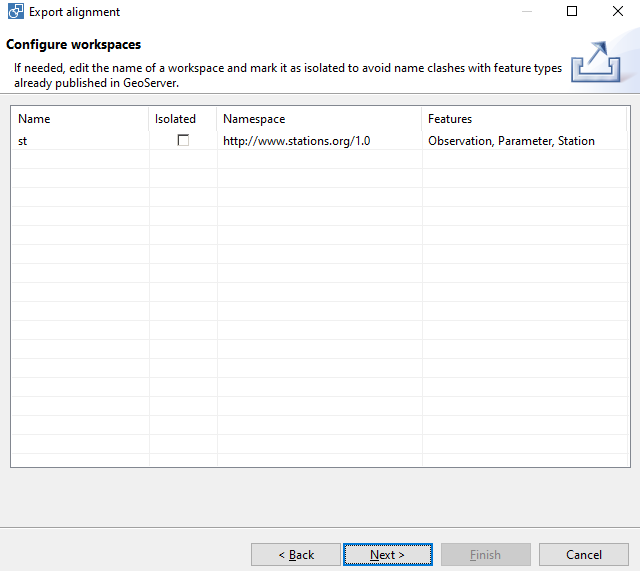 Export alignment
Configure workspaces
If needed, edit the name of a workspace and mark it as isolated to avoid name clashes with feature types
already published in GeoServer.
Name Isolated Namespace Features
st http://www.stations.org/1.0 Observation, Parameter, Station
< Back Next > Finish Cancel